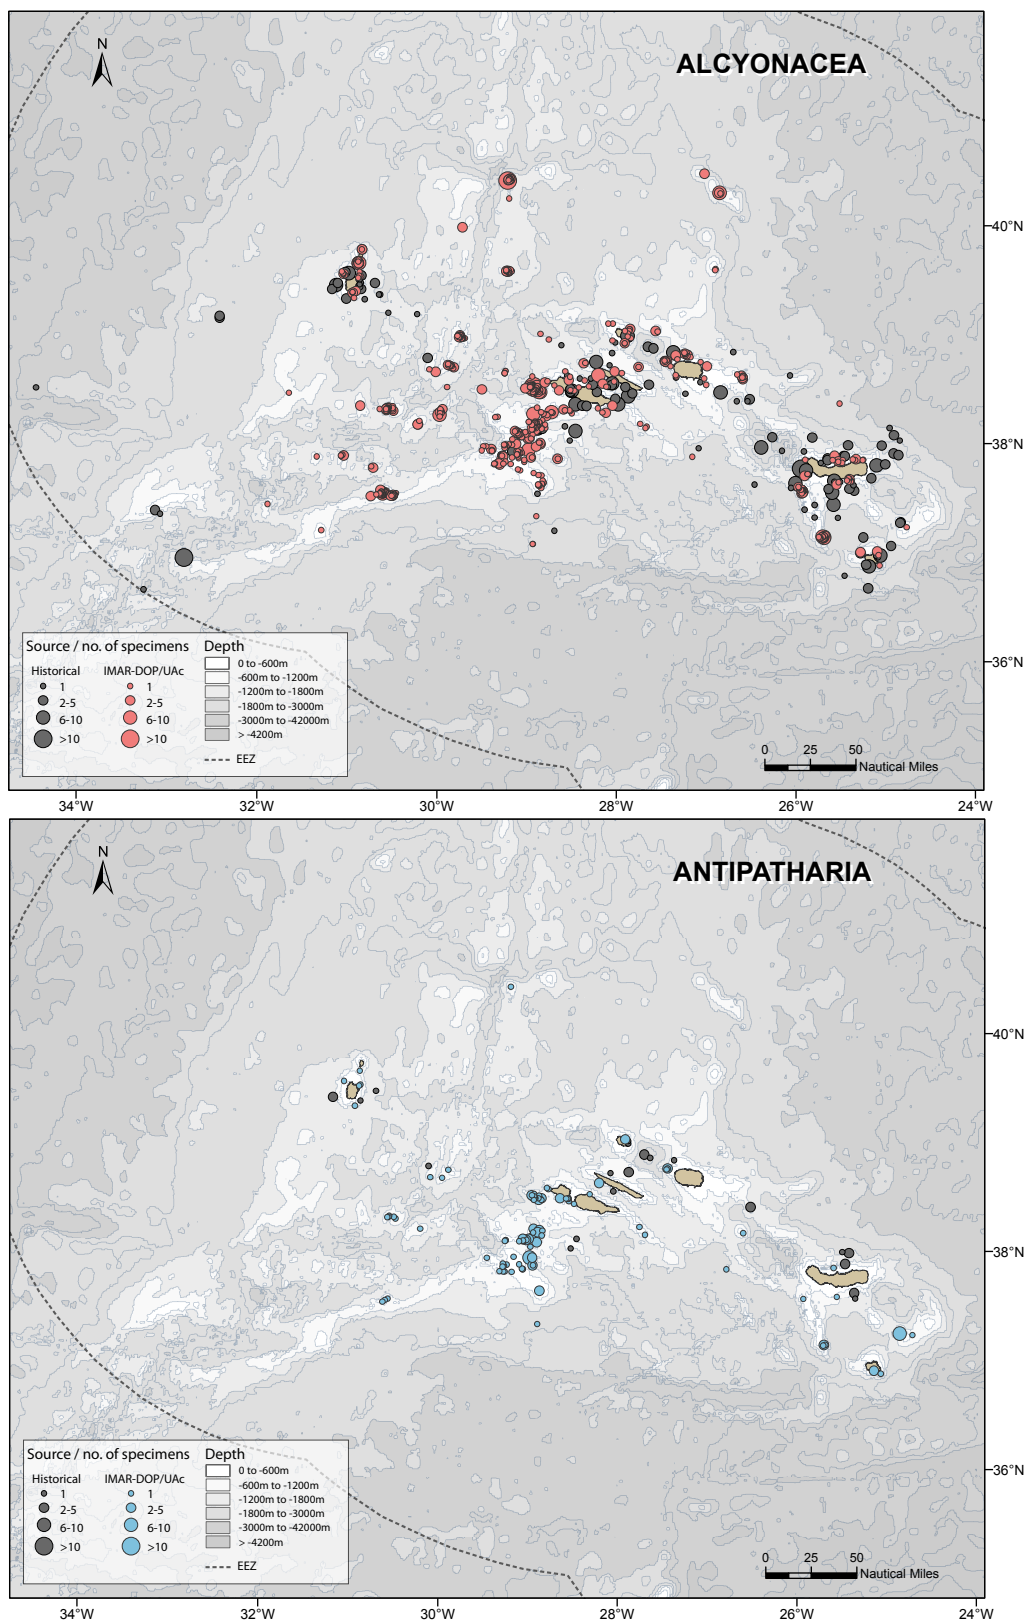 N
ALCYONACEA
40°N
38°N
36°N
Source / no. of specimens
Depth
Historical
IMAR-DOP/UAc
1
1
2-5
2-5
6-10
6-10
>10
>10
0 to -600m
-600m to -1200m
-1200m to -1800m
-1800m to -3000m
-3000m to -42000m
> -4200m
EEZ
0 25 50
Nautical Miles
34°W 32°W 30°W 28°W 26°W 24°W
N
ANTIPATHARIA
40°N
38°N
36°N
Source / no. of specimens
Depth
Historical
IMAR-DOP/UAc
1
1
2-5
2-5
6-10
6-10
>10
>10
0 to -600m
-600m to -1200m
-1200m to -1800m
-1800m to -3000m
-3000m to -42000m
> -4200m
EEZ
0 25 50
Nautical Miles
34°W 32°W 30°W 28°W 26°W 24°W